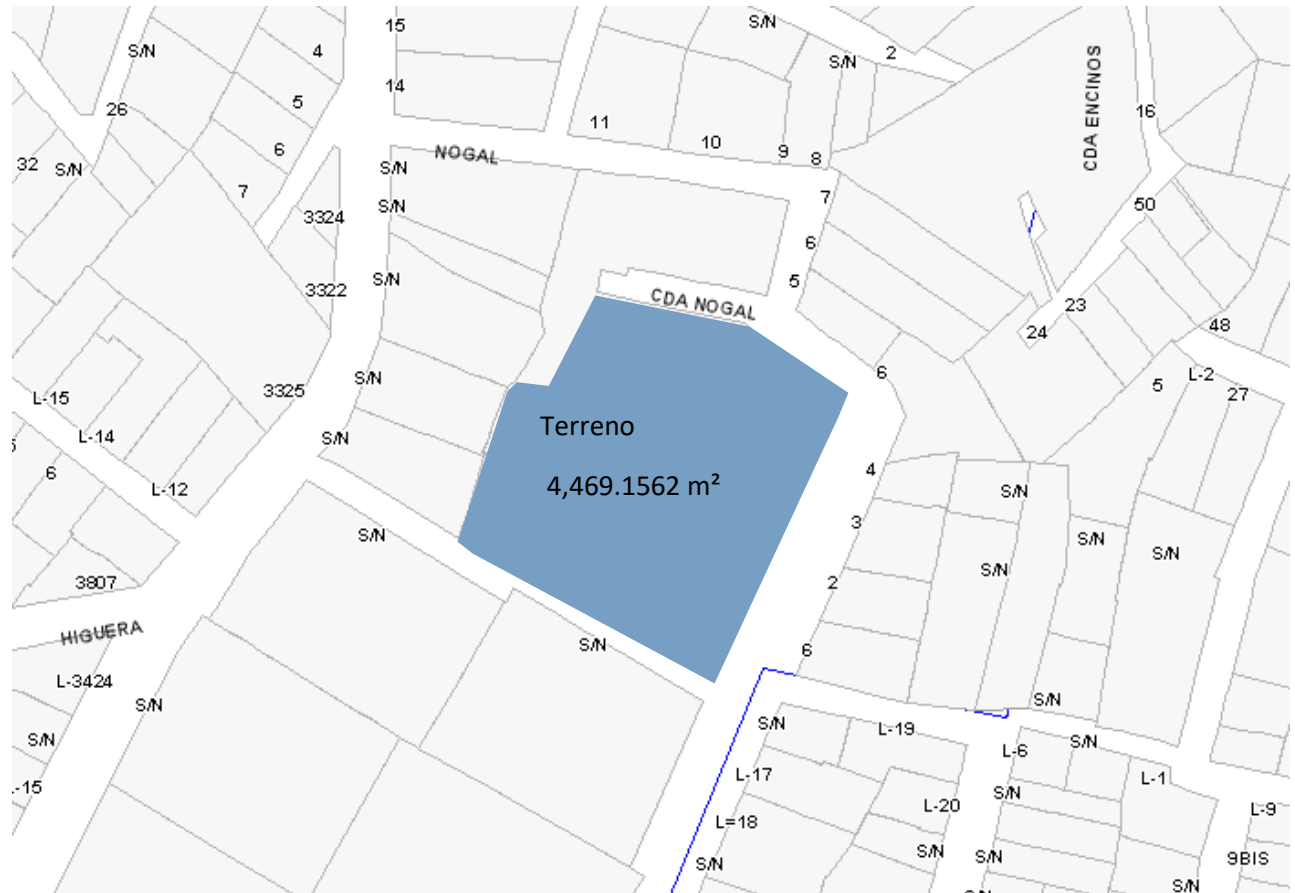 15
S/N
2
S/N
4
S/N
14
CDA ENCINOS
5
26
16
11
6
10
NOGAL
9
8
32
S/N
S/N
7
7
50
3324
S/N
6
S/N
5
3322
CDA NOGAL
23
24
48
S/N
6
L-2
5
27
3325
L-15
Terreno
L-14
S/N
6
4
L-12
4,469.1562 m²
S/N
3
S/N
S/N
S/N
S/N
3807
2
HIGUERA
S/N
6
L-3424
S/N
S/N
S/N
L-19
S/N
S/N
L-6
L-17
L-1
-15
S/N
L-20
L-9
L=18
S/N
S/N
S/N
9BIS
S/N
S/N